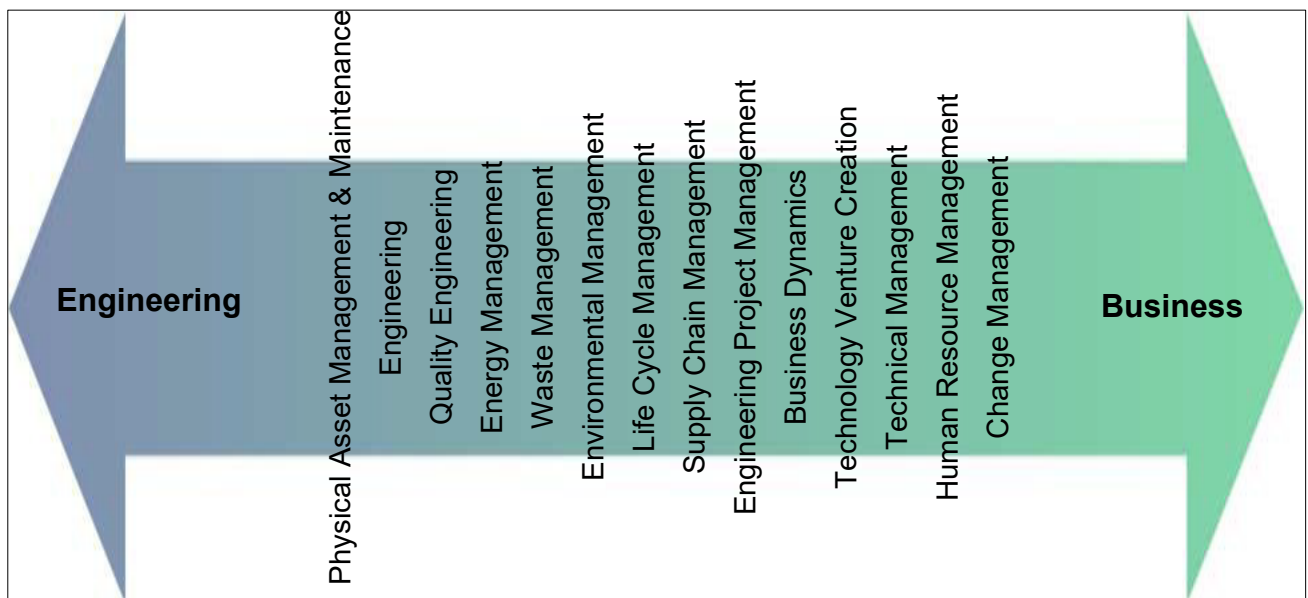 Engineering
Physical Asset Management & Maintenance
Engineering
Quality Engineering
Energy Management
Waste Management
Environmental Management
Life Cycle Management
Supply Chain Management
Engineering Project Management
Business Dynamics
Technology Venture Creation
Technical Management
Human Resource Management
Change Management
Business